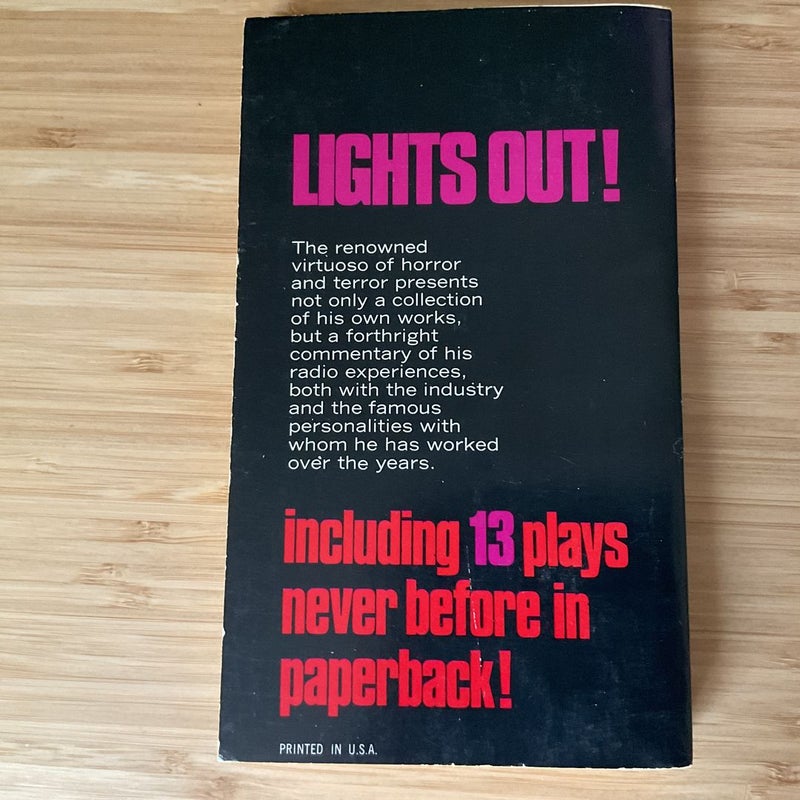 LIGHTS OUT!
The renowned
virtuoso of horror
and terror presents
not only a collection
of his own works,
but a forthright
commentary of his
radio experiences,
both with the industry
and the famous
personalities with
whom he has worked
over the years.
including 13 plays
never before in
paperback!
PRINTED IN U.S.A.